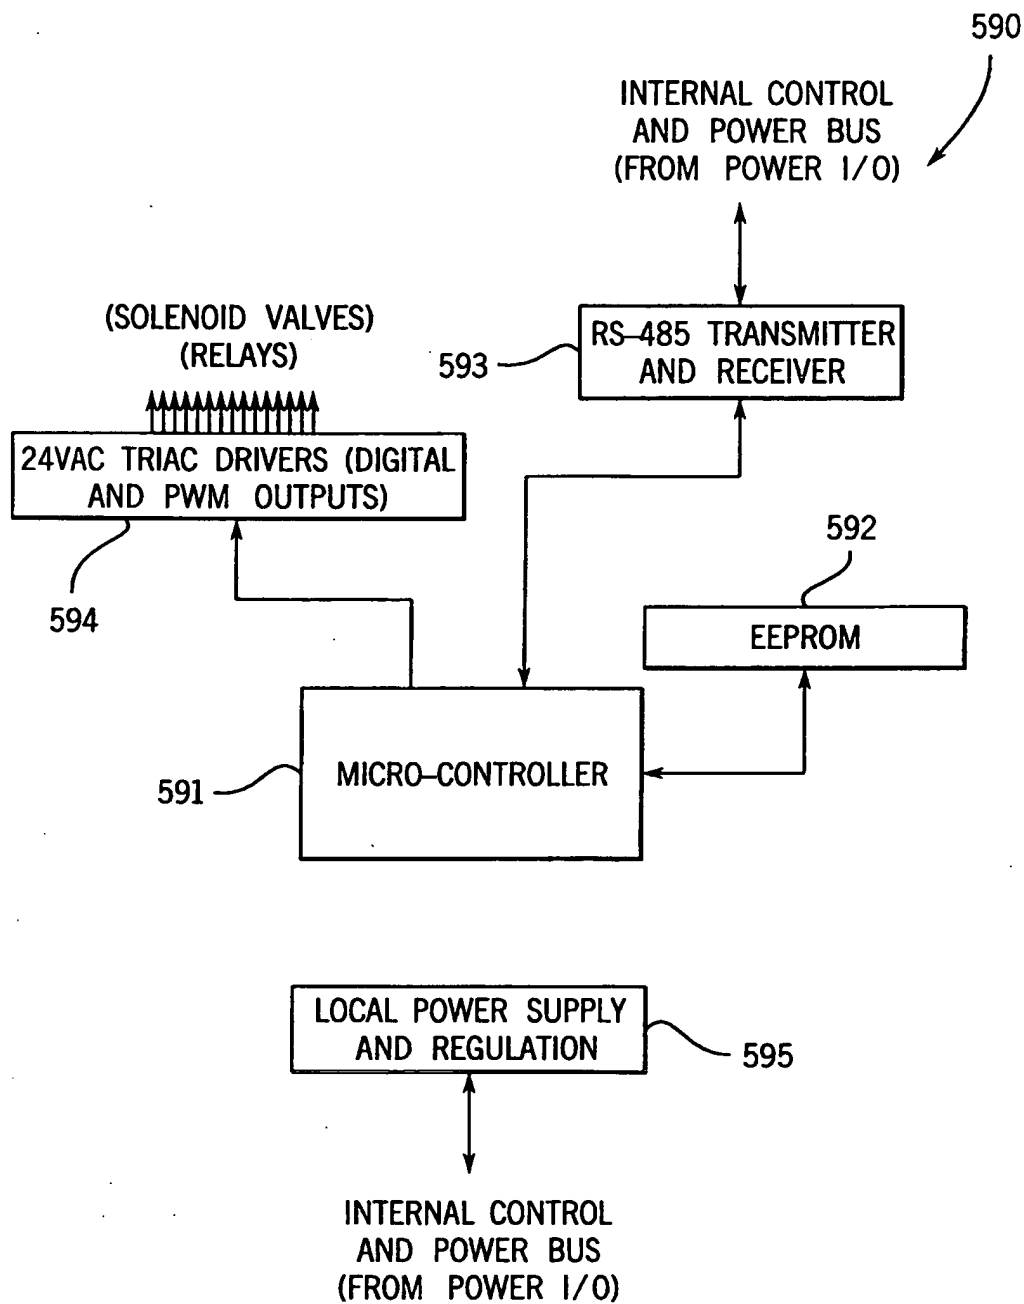 590
INTERNAL CONTROL
AND POWER BUS
(FROM POWER I/O)
(SOLENOID VALVES)
(RELAYS)
RS-485 TRANSMITTER
AND RECEIVER
593
24VAC TRIAC DRIVERS (DIGITAL
AND PWM OUTPUTS)
594
592
EEPROM
MICRO-CONTROLLER
591
LOCAL POWER SUPPLY
AND REGULATION
595
INTERNAL CONTROL
AND POWER BUS
(FROM POWER I/O)